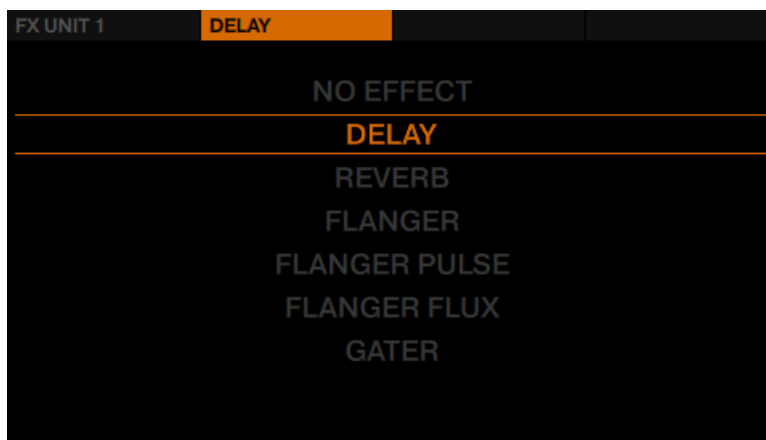 FX UNIT 1 DELAY
NO EFFECT
DELAY
REVERB
FLANGER
FLANGER PULSE
FLANGER FLUX
GATER